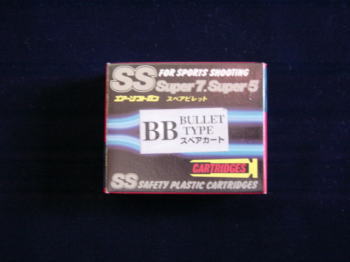 SS FOR SPORTS SHOOTING
Super7. Super5
エアーソフトガン スペアビレット
BB BULLET
TYPE
スペアカート
CARTRIDGES
SS SAFETY PLASTIC CARTRIDGES